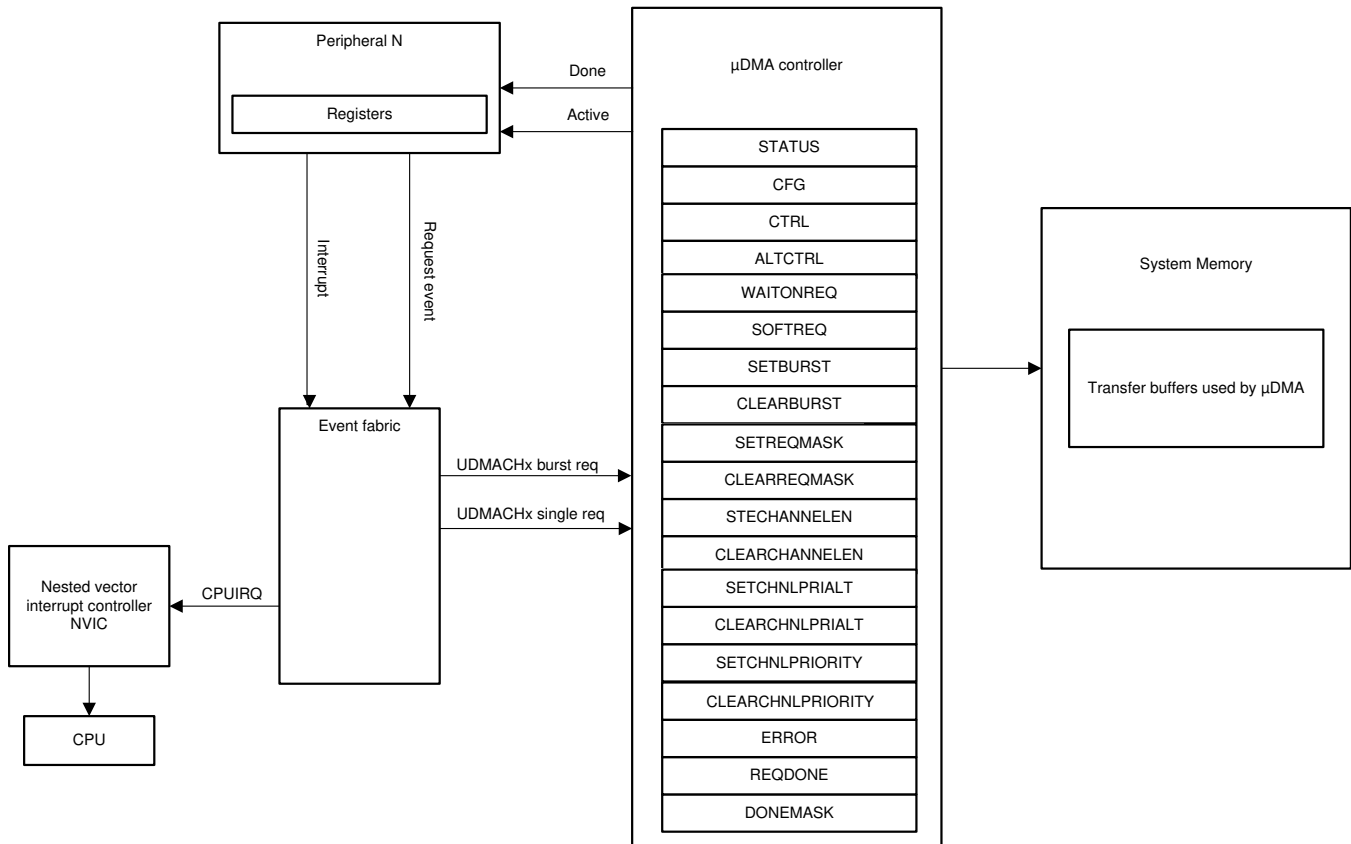 Peripheral N
Registers
Done
Active
Interrupt
Request event
µDMA controller
STATUS
CFG
CTRL
ALTCTRL
WAITONREQ
SOFTREQ
SETBURST
CLEARBURST
SETREQMASK
CLEARREQMASK
STECHANNELEN
CLEARCHANNELEN
SETCHNLPRIALT
CLEARCHNLPRIALT
SETCHNLPRIORITY
CLEARCHNLPRIORITY
ERROR
REQDONE
DONEMASK
System Memory
Transfer buffers used by µDMA
Event fabric
UDMACHx burst req
UDMACHx single req
CPUIRQ
Nested vector
interrupt controller
NVIC
CPU